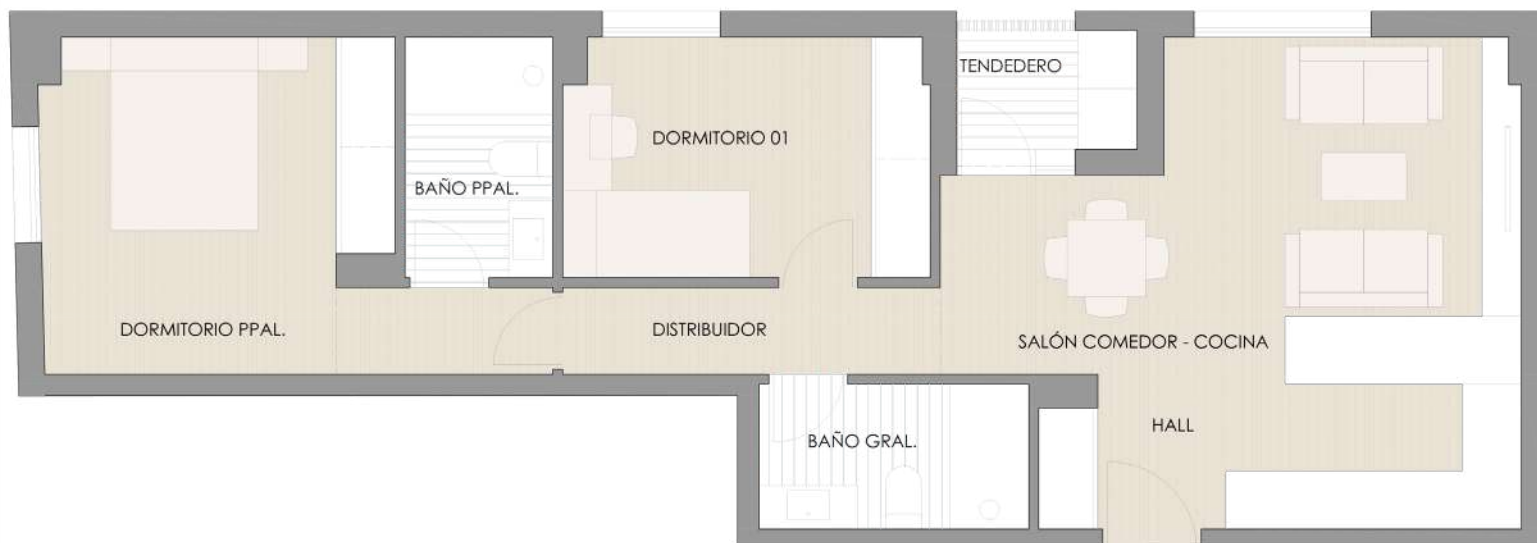 TENDEDERO
DORMITORIO 01
BAÑO PPAL.
DORMITORIO PPAL.
DISTRIBUIDOR
SALÓN COMEDOR - COCINA
HALL
BAÑO GRAL.